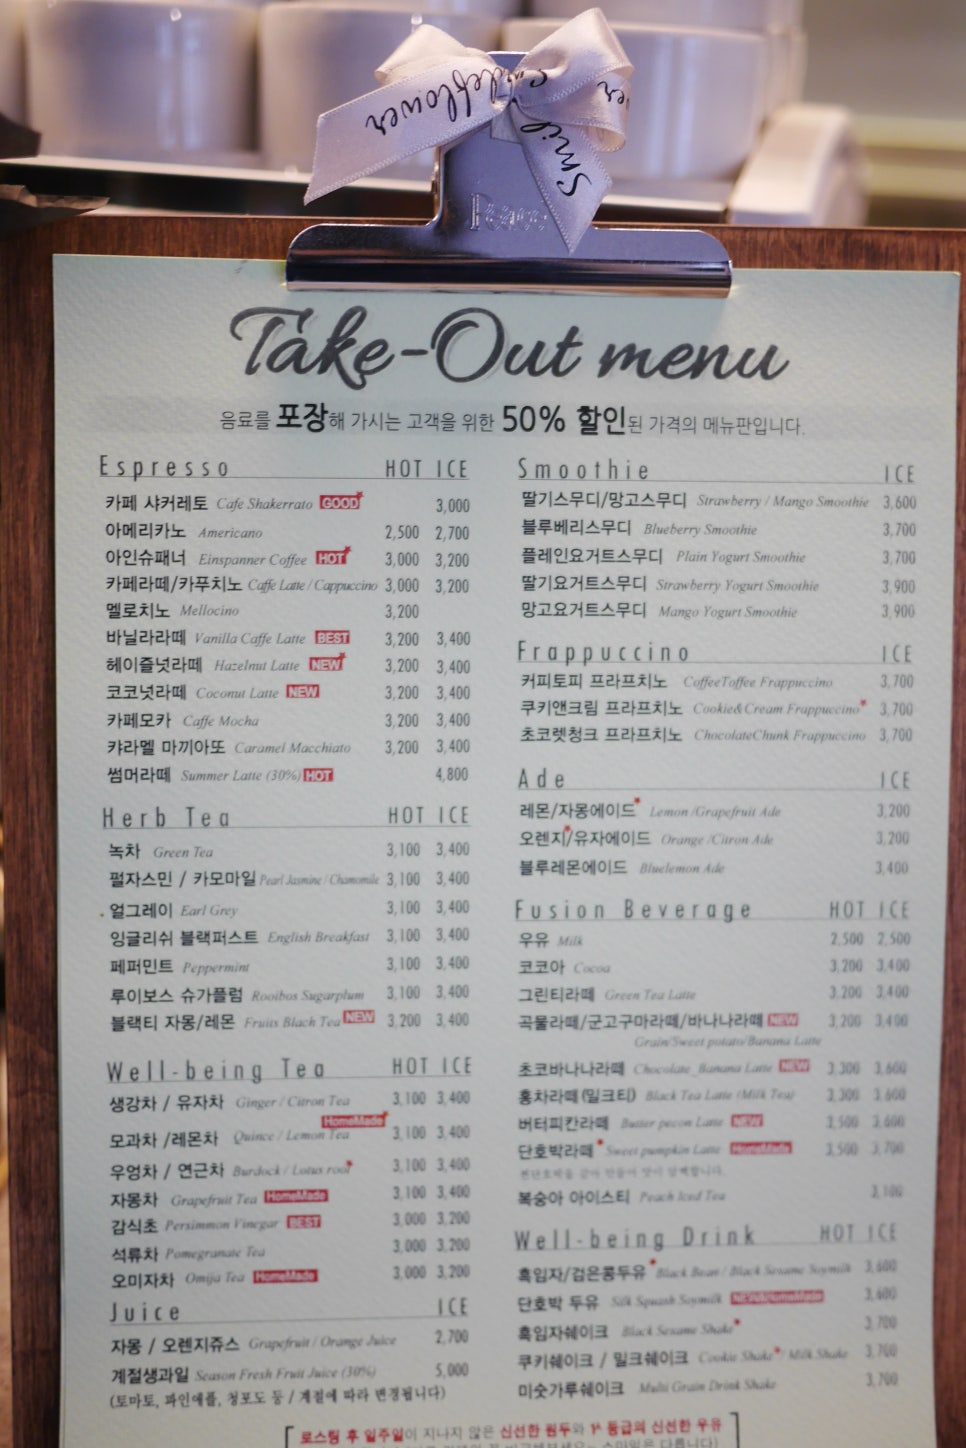 Smile
flower
Take-Out menu
음료를 포장해 가시는 고객을 위한 50% 할인된 가격의 메뉴판입니다.
Espresso HOT ICE
카페 샤커레토 Cafe Shakerrato GOOD 3,000
아메리카노 Americano 2,500 2,700
아인슈패너 Einspanner Coffee HOT 3,000 3,200
카페라떼/카푸치노 Caffe Latte / Cappuccino 3,000 3,200
멜로치노 Mellocino 3,200
바닐라라떼 Vanilla Caffe Latte BEST 3,200 3,400
헤이즐넛라떼 Hazelnut Latte NEW 3,200 3,400
코코넛라떼 Coconut Latte NEW 3,200 3,400
카페모카 Caffe Mocha 3,200 3,400
캬라멜 마끼아또 Caramel Macchiato 3,200 3,400
썸머라떼 Summer Latte (30%) HOT 4,800
Herb Tea HOT ICE
녹차 Green Tea 3,100 3,400
펄자스민 / 카모마일 Pearl Jasmine / Chamomile 3,100 3,400
얼그레이 Earl Grey 3,100 3,400
잉글리쉬 블랙퍼스트 English Breakfast 3,100 3,400
페퍼민트 Peppermint 3,100 3,400
루이보스 슈가플럼 Rooibos Sugarplum 3,100 3,400
블랙티 자몽/레몬 Fruits Blach Tea NEW 3,200 3,400
Well-being Tea HOT ICE
생강차 / 유자차 Ginger / Citron Tea 3,100 3,400
모과차 /레몬차 Quince / Lemon Tea HomeMade 3,100 3,400
우엉차 / 연근차 Burdock / Lotus root 3,100 3,400
자몽차 Grapefruit Tea HomeMade 3,100 3,400
감식초 Persimmon Vinegar BEST 3,000 3,200
석류차 Pomegranate Tea 3,000 3,200
오미자차 Omija Tea HomeMade 3,000 3,200
Juice ICE
자몽 / 오렌지쥬스 Grapefruit / Orange Juice 2,700
계절생과일 Season Fresh Fruit Juice (30%) 5,000
(토마토, 파인애플, 청포도 등 / 계절에 따라 변경됩니다)
Smoothie ICE
딸기스무디/망고스무디 Strawberry / Mango Smoothie 3,600
블루베리스무디 Blueberry Smoothie 3,700
플레인요거트스무디 Plain Yogurt Smoothie 3,700
딸기요거트스무디 Strawberry Yogurt Smoothie 3,900
망고요거트스무디 Mango Yogurt Smoothie 3,900
Frappuccino ICE
커피토피 프라프치노 CoffeeToffee Frappuccino 3,700
쿠키앤크림 프라프치노 Cookie&Cream Frappuccino 3,700
초코렛청크 프라프치노 ChocolateChunk Frappuccino 3,700
Ade ICE
레몬/자몽에이드 Lemon /Grapefruit Ade 3,200
오렌지/유자에이드 Orange /Citron Ade 3,200
블루레몬에이드 Bluelemon Ade 3,400
Fusion Beverage HOT ICE
우유 Milk 2,500 2,500
코코아 Cocoa 3,200 3,400
그린티라떼 Green Tea Latte 3,200 3,400
곡물라떼/군고구마라떼/바나나라떼 NEW 3,200 3,400
Grain/Sweet potato/Banana Latte
초코바나나라떼 Chocolate Banana Latte NEW 3,300 3,600
홍차라떼(밀크티) Black Tea Latte (Milk Tea) 3,300 3,600
버터피칸라떼 Butter pecon Latte NEW 3,500 3,600
단호박라떼 Sweet pumpkin Latte HomeMade 3,500 3,700
복숭아 아이스티 Peach Iced Tea 3,100
Well-being Drink HOT ICE
흑임자/검은콩두유 Black Bean / Black Sesame Soymilk 3,600
단호박 두유 Silk Squash Soymilk NEW&HomeMade 3,600
흑임자쉐이크 Black Sesame Shake 3,700
쿠키쉐이크 / 밀크쉐이크 Cookie Shake / Milk Shake 3,700
미숫가루쉐이크 Multi Grain Drink Shake 3,700
로스팅 후 일주일이 지나지 않은 신선한 원두와 1등급의 신선한 우유